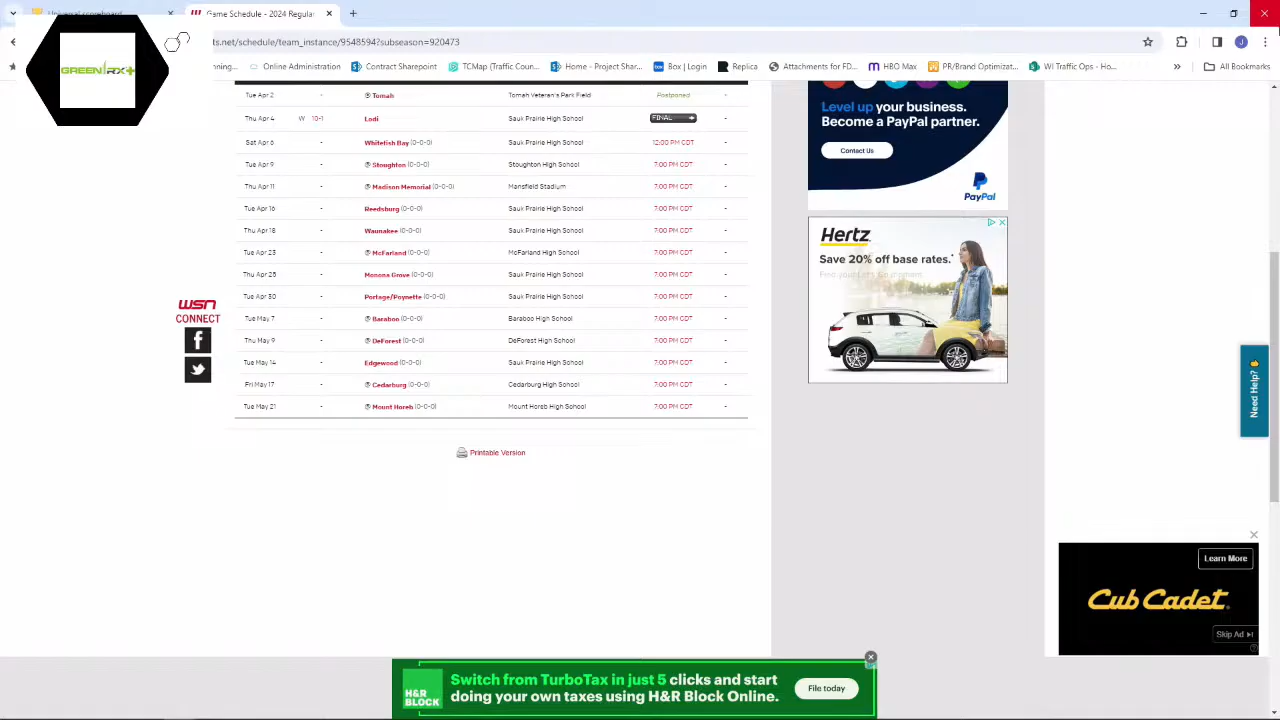 Universal scoreboard
Game Schedule - 2024 Regular
ts.net/schedule/team_instance/9348594?subseason=920473
Online Administration
Contract Sharepoint
TCMap Data Entry
Home - Project Shar...
Box | Login
HBO Max
PB Legend Optimizat...
WI Traffic Ops - Ho...
»
All Bookmarks
GREEN RX+
Tue Apr 2 - @ Tomah Tomah Veteran's Park Field Postponed
Thu Apr 4 W 10-1 Lodi Sauk Prairie High School FINAL -
Sat Apr 6 - Whitefish Bay (0-0-0) Sauk Prairie High School 12:00 PM CDT -
Tue Apr 9 - @ Stoughton (0-0-0) Stoughton High School 7:00 PM CDT -
Thu Apr 11 - @ Madison Memorial (0-0-0) Mansfield Stadium 7:00 PM CDT -
Tue Apr - Reedsburg (0-0-0) Sauk Prairie High School 7:00 PM CDT -
Thu Apr 18 - Waunakee (0-0-0) Sauk Prairie High School 7:00 PM CDT -
Tue Apr 23 - @ McFarland (0-0-0) McFarland High School 7:00 PM CDT -
Thu Apr 25 - Monona Grove (0-0-0) Sauk Prairie High School 7:00 PM CDT -
Tue Apr 30 - Portage/Poynette (0-0-0) Sauk Prairie High School 7:00 PM CDT -
Tue May 7 - @ Baraboo (0-0-0) Baraboo High School 7:00 PM CDT -
Thu May 9 - @ DeForest (0-0-0) DeForest High School 7:00 PM CDT -
Tue May 14 - Edgewood (0-0-0) Sauk Prairie High School 7:00 PM CDT -
Fri May 17 - @ Cedarburg (0-0-0) Cedarburg High School 7:00 PM CDT -
Tue May 21 - @ Mount Horeb (0-0-0) Mount Horeb High School 7:00 PM CDT -
Printable Version
WSN
CONNECT
Level up your business.
Become a PayPal partner.
Contact Us
PayPal
Hertz
Save 20% off base rates.*
Find your Let's Go moment.
Need Help?
Learn More
Cub Cadet
Skip Ad
H&R
BLOCK
Switch from TurboTax in just 5 clicks and start
doing your own taxes using H&R Block Online.
File today